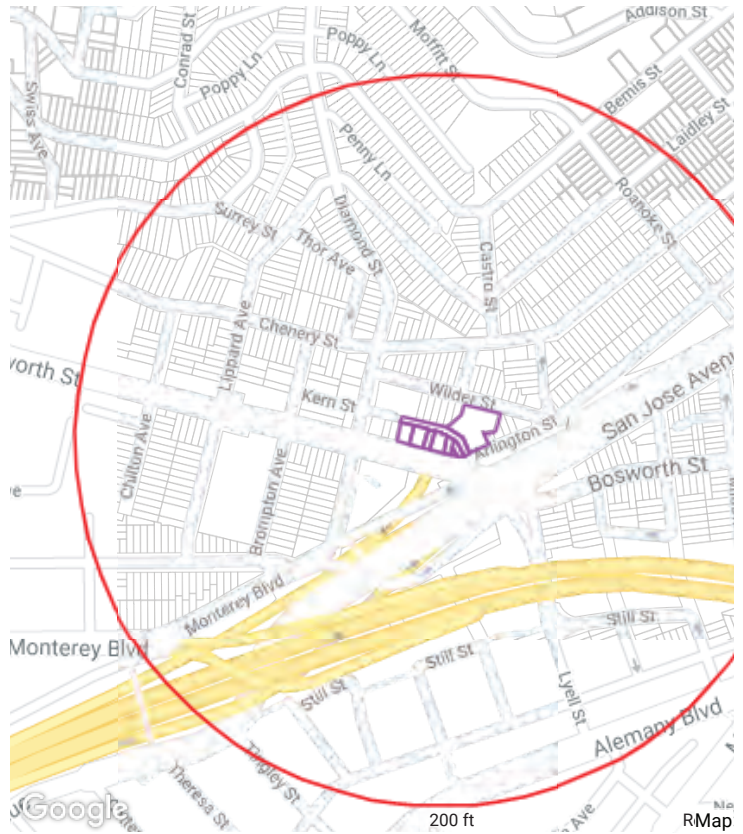 Addison St
Moffitt St
Poppy Ln
Conrad St
Poppy Ln
Swiss Ave
Bemis St
Laidley St
Penny Ln
Roanoke St
Surrey St
Diamond St
Thor Ave
Castro St
Lippard Ave
Chenery St
worth St
Wilder St
Kern St
San Jose Avenu
Arlington St
Chilton Ave
Brompton Ave
Bosworth St
Monterey Blvd
Still St
Monterey Blvd
Still St
Still St
Lyell St
Alemany Blvd
Theresa St
Tingley St
Google
200 ft
Map